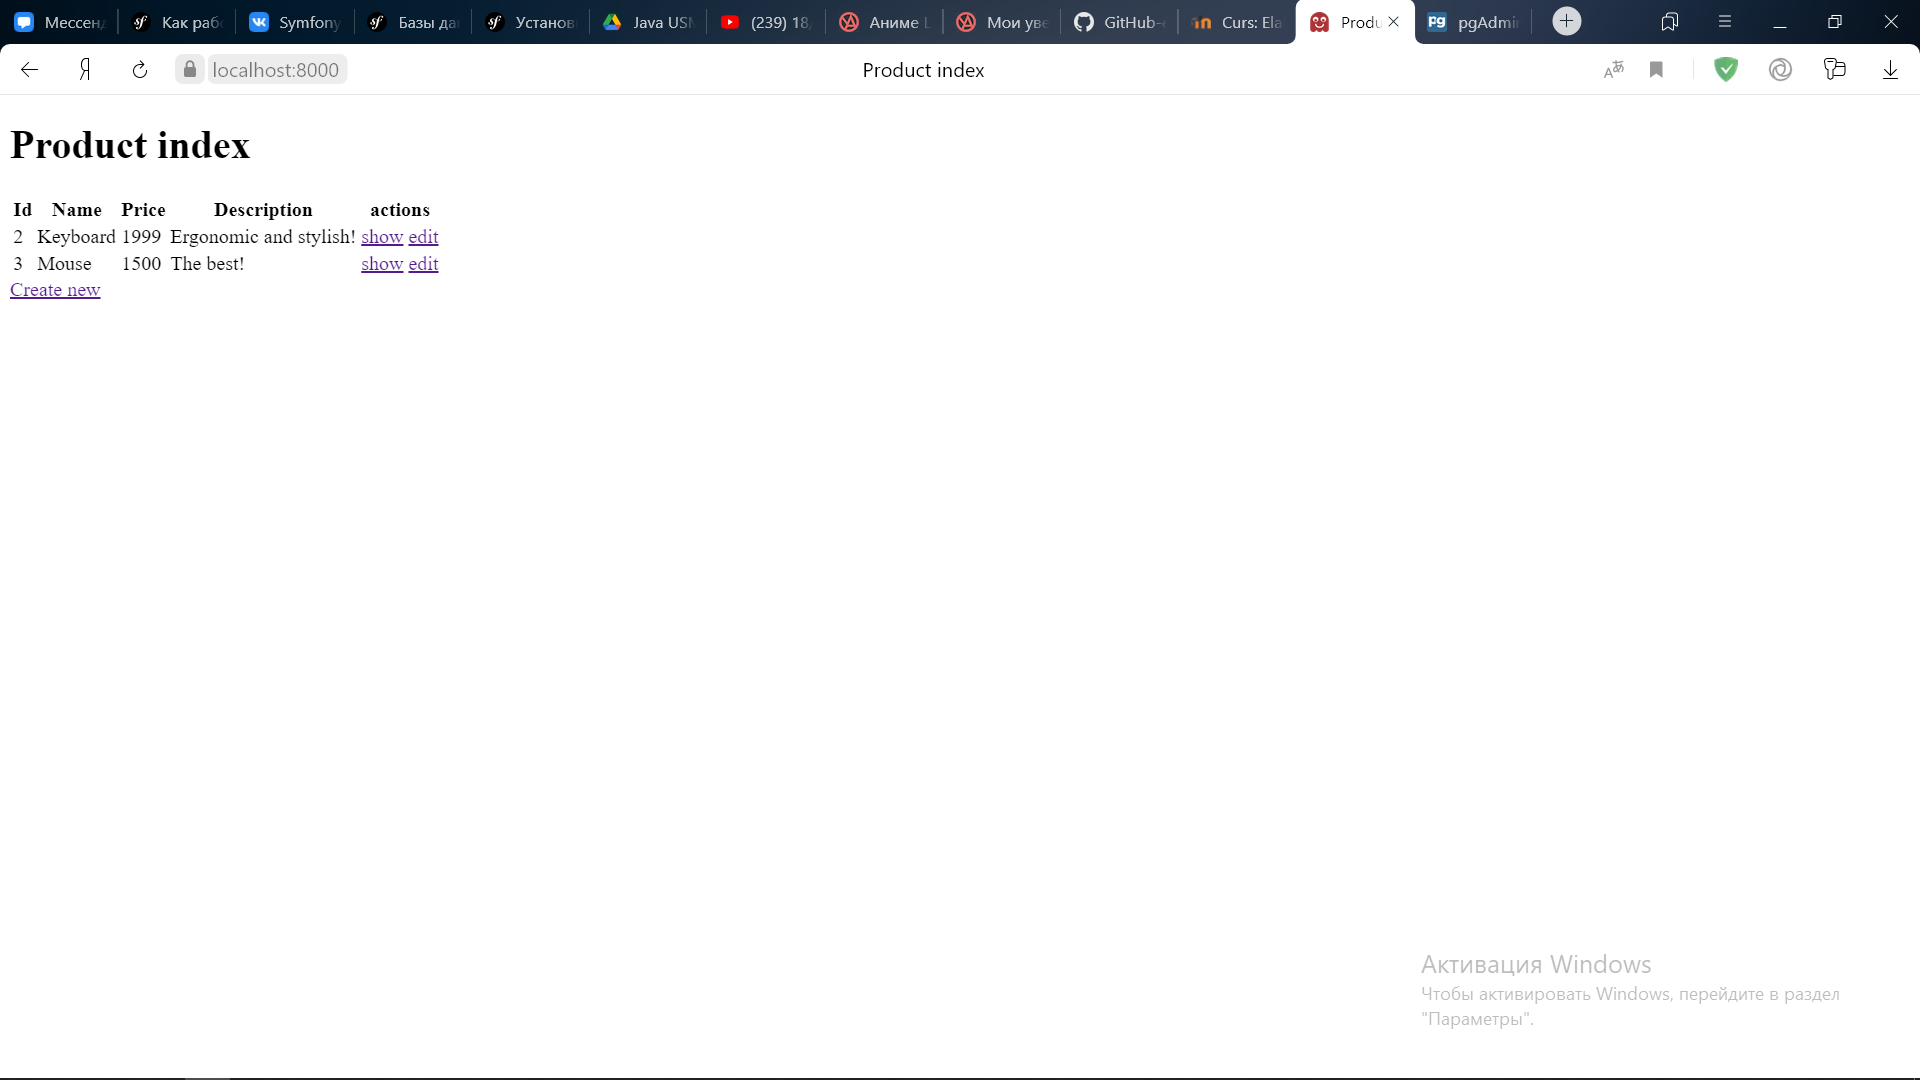 Мессенд Как раб Symfony Базы да Установ Java USM (239) 18 Аниме Мои уве GitHub- Curs: Ela Produ pgAdmi
localhost:8000 Product index
Product index
Id Name Price Description actions
2 Keyboard 1999 Ergonomic and stylish! show edit
3 Mouse 1500 The best! show edit
Create new
Активация Windows
Чтобы активировать Windows, перейдите в раздел
"Параметры".